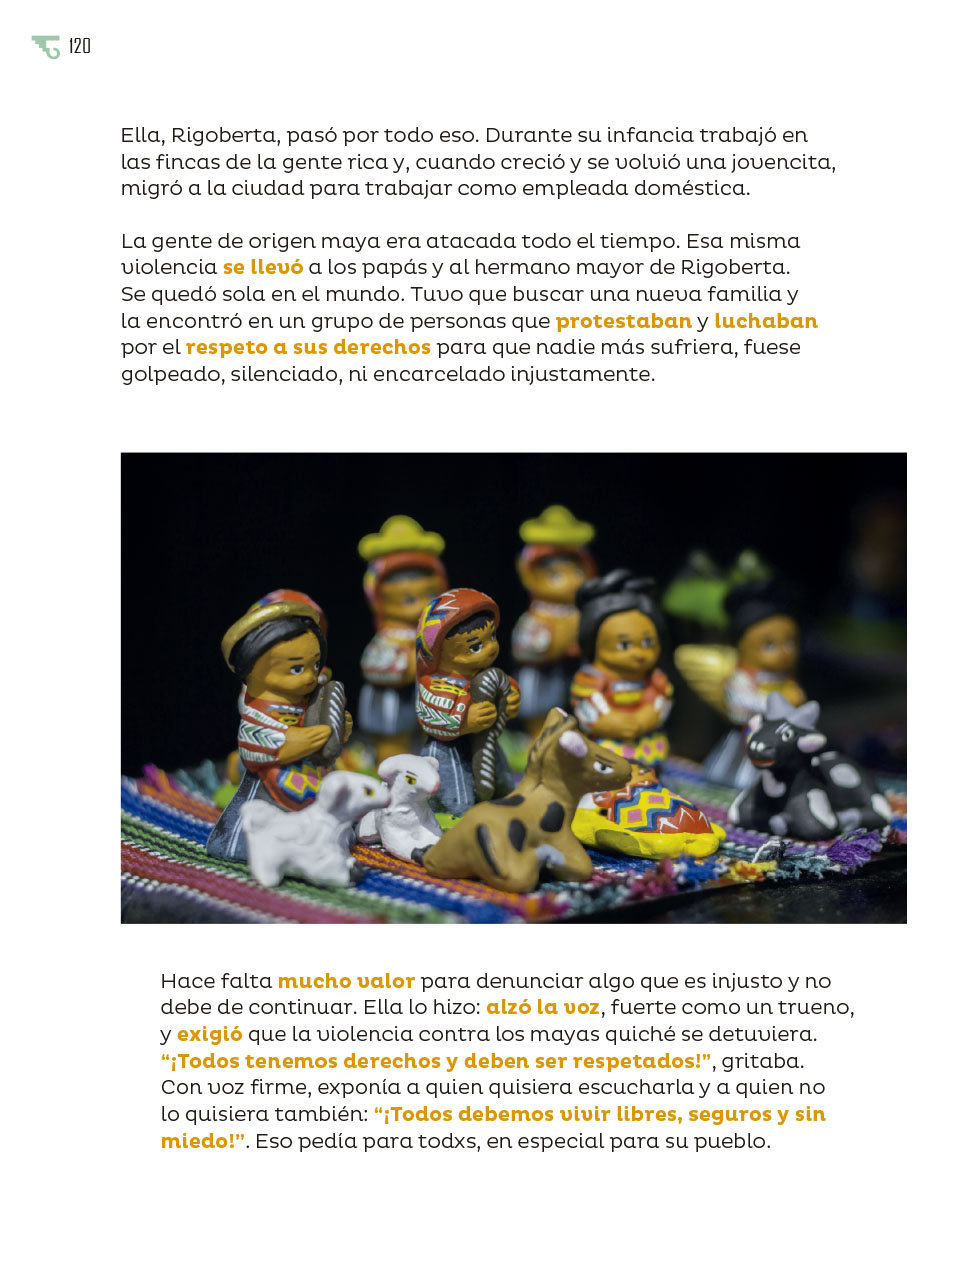 120
Ella, Rigoberta, pasó por todo eso. Durante su infancia trabajó en
las fincas de la gente rica y, cuando creció y se volvió una jovencita,
migró a la ciudad para trabajar como empleada doméstica.
La gente de origen maya era atacada todo el tiempo. Esa misma
violencia se llevó a los papás y al hermano mayor de Rigoberta.
Se quedó sola en el mundo. Tuvo que buscar una nueva familia y
la encontró en un grupo de personas que protestaban y luchaban
por el respeto a sus derechos para que nadie más sufriera, fuese
golpeado, silenciado, ni encarcelado injustamente.
Hace falta mucho valor para denunciar algo que es injusto y no
debe de continuar. Ella lo hizo: alzó la voz, fuerte como un trueno,
y exigió que la violencia contra los mayas quiché se detuviera.
“¡Todos tenemos derechos y deben ser respetados!”, gritaba.
Con voz firme, exponía a quien quisiera escucharla y a quien no
lo quisiera también: “¡Todos debemos vivir libres, seguros y sin
miedo!”. Eso pedía para todxs, en especial para su pueblo.